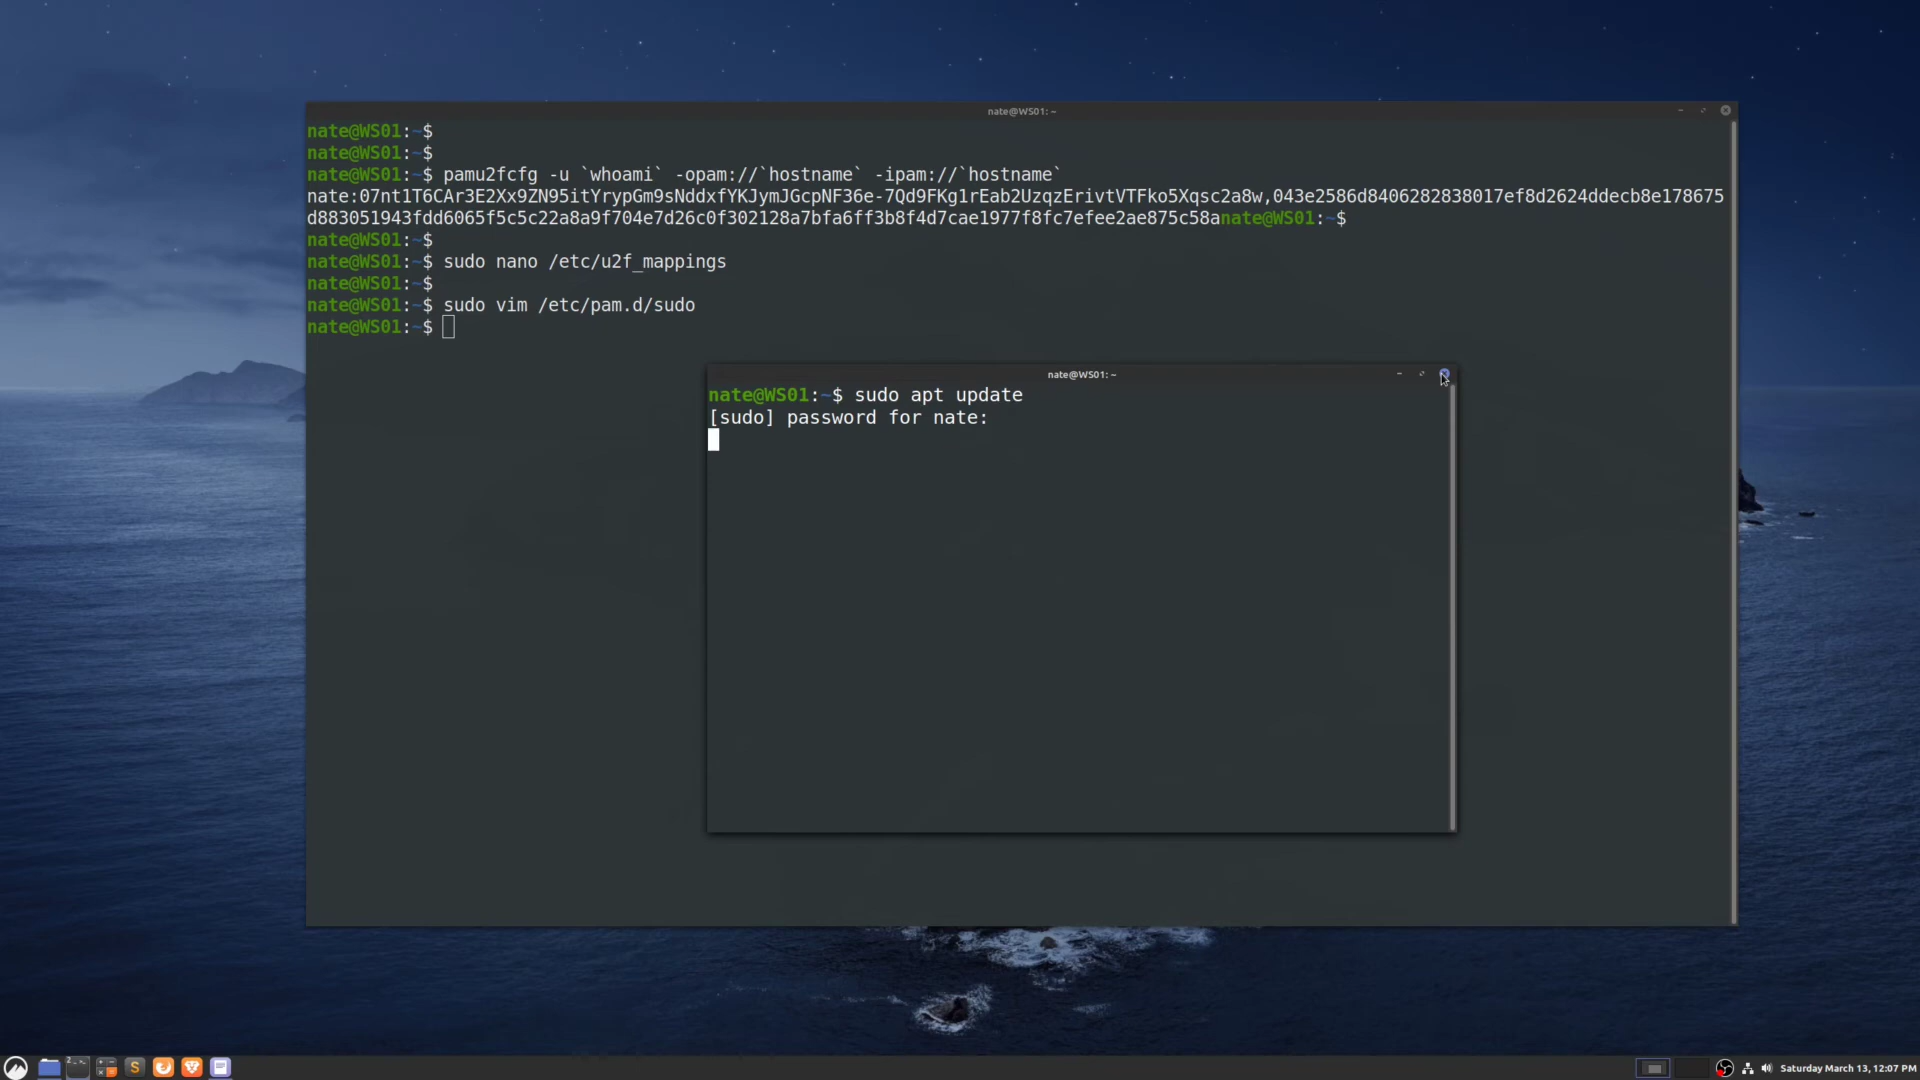 nate@WS01: ~
nate@WS01:~$
nate@WS01:~$
nate@WS01:~$ pamu2fcfg -u `whoami` -opam://`hostname` -ipam://`hostname`
nate:07nt1T6CAr3E2Xx9ZN95itYrypGm9sNddxfYKJymJGcpNF36e-7Qd9FKg1rEab2UzqzErivtVTFko5Xqsc2a8w,043e2586d8406282838017ef8d2624ddecb8e178675
d883051943fdd6065f5c5c22a8a9f704e7d26c0f302128a7bfa6ff3b8f4d7cae1977f8fc7efee2ae875c58anate@WS01:~$
nate@WS01:~$
nate@WS01:~$ sudo nano /etc/u2f_mappings
nate@WS01:~$
nate@WS01:~$ sudo vim /etc/pam.d/sudo
nate@WS01:~$
nate@WS01: ~
nate@WS01:~$ sudo apt update
[sudo] password for nate:
Saturday March 13, 12:07 PM